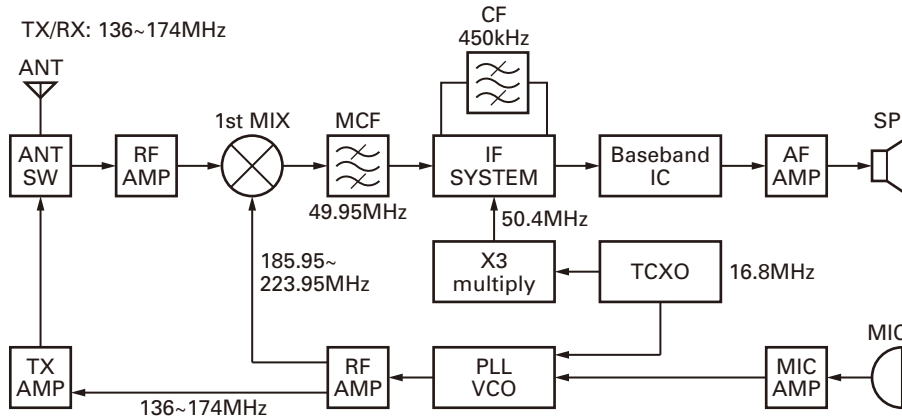 TX/RX: 136~174MHz
CF
450kHz
ANT
1st MIX
MCF
SP
ANT
SW
RF
AMP
IF
SYSTEM
Baseband
IC
AF
AMP
49.95MHz
50.4MHz
185.95~
223.95MHz
X3
multiply
TCXO
16.8MHz
MIC
TX
AMP
RF
AMP
PLL
VCO
MIC
AMP
136~174MHz